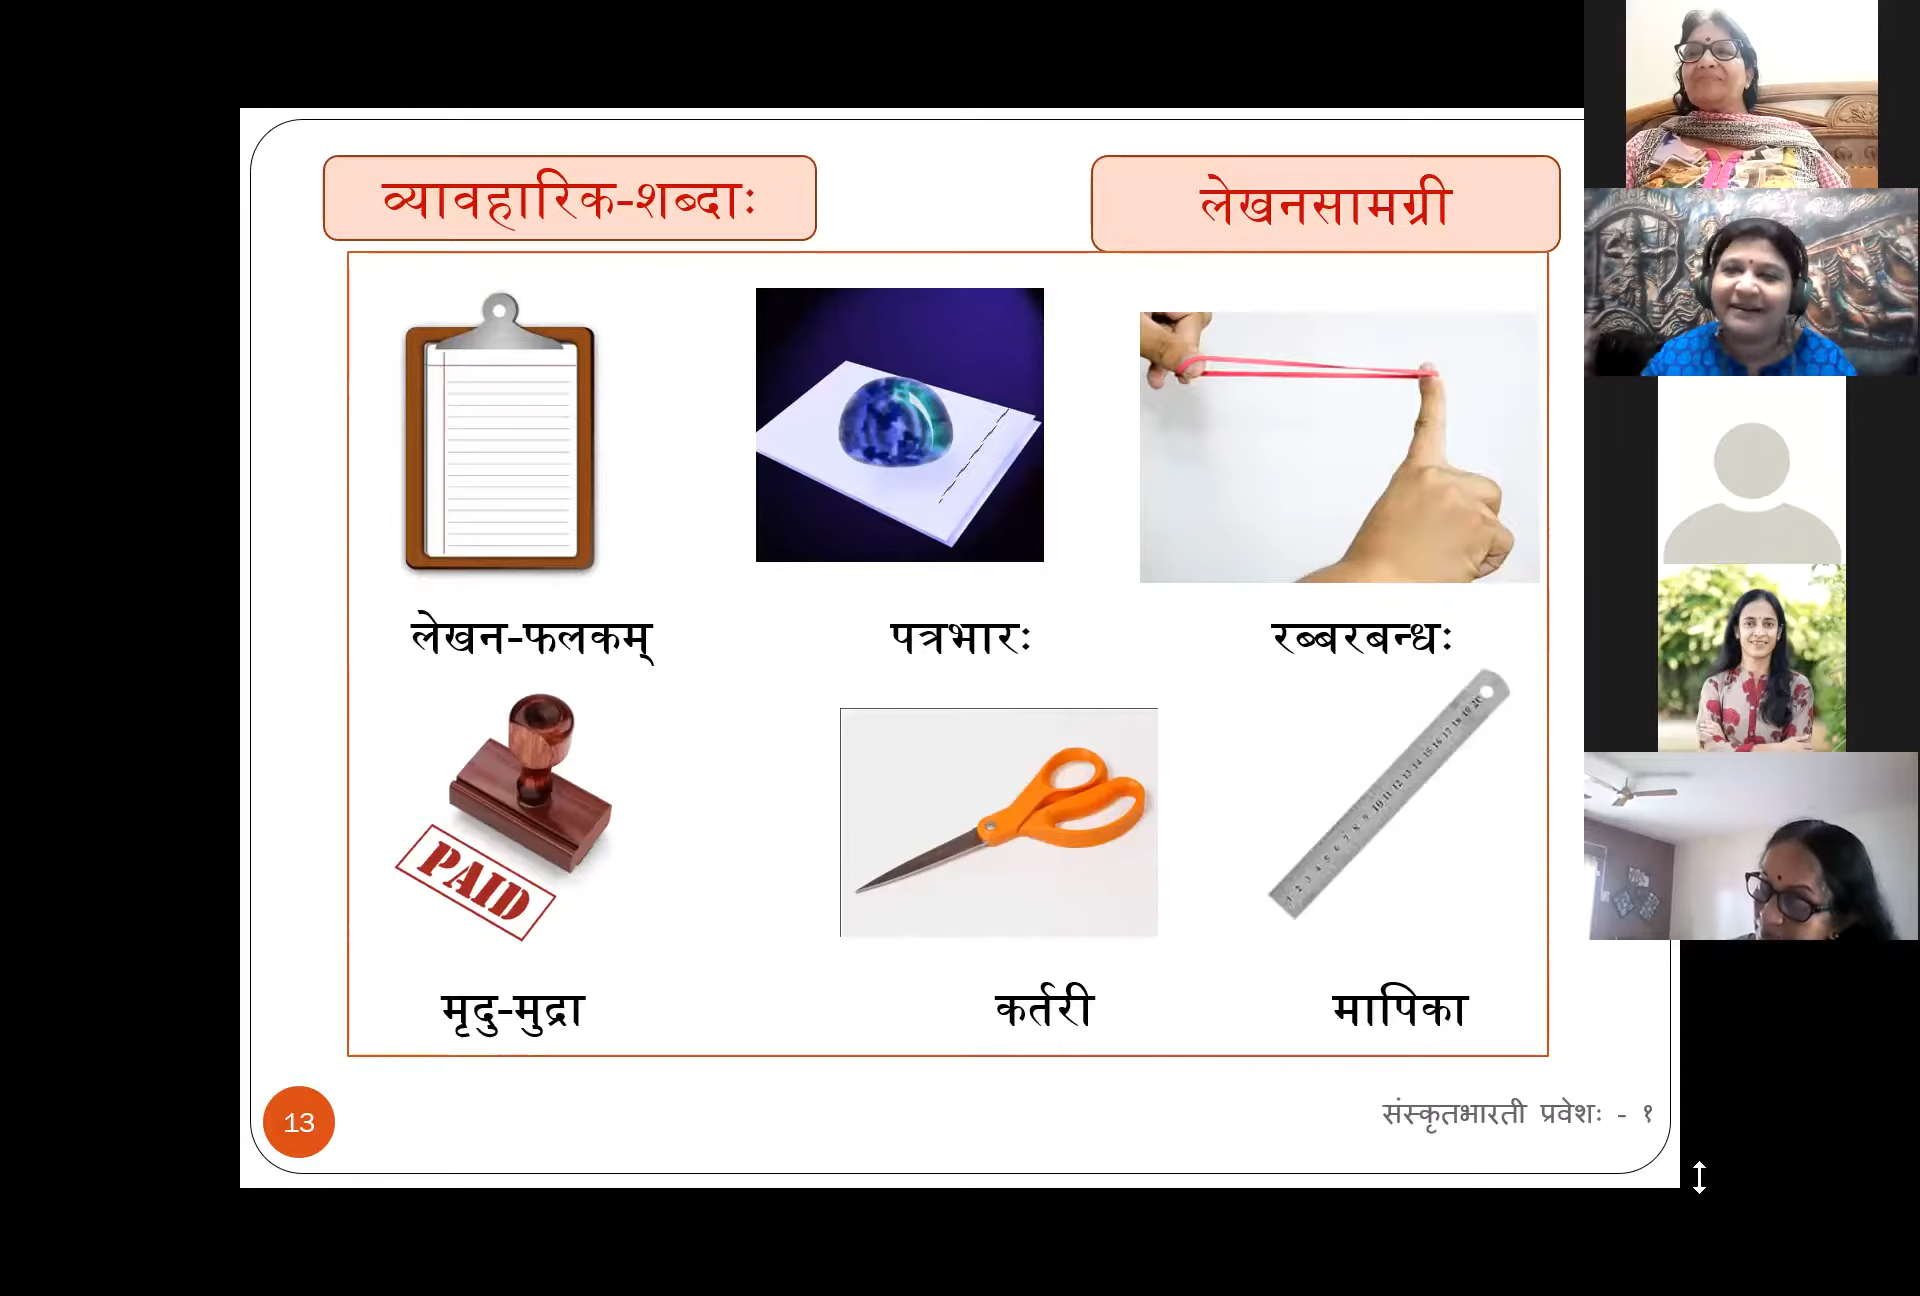 व्यावहारिक-शब्दाः
लेखनसामग्री
लेखन-फलकम्
पत्रभारः
रब्बरबन्धः
PAID
मृदु-मुद्रा
कर्तरी
मापिका
13
संस्कृतभारती प्रवेशः - १